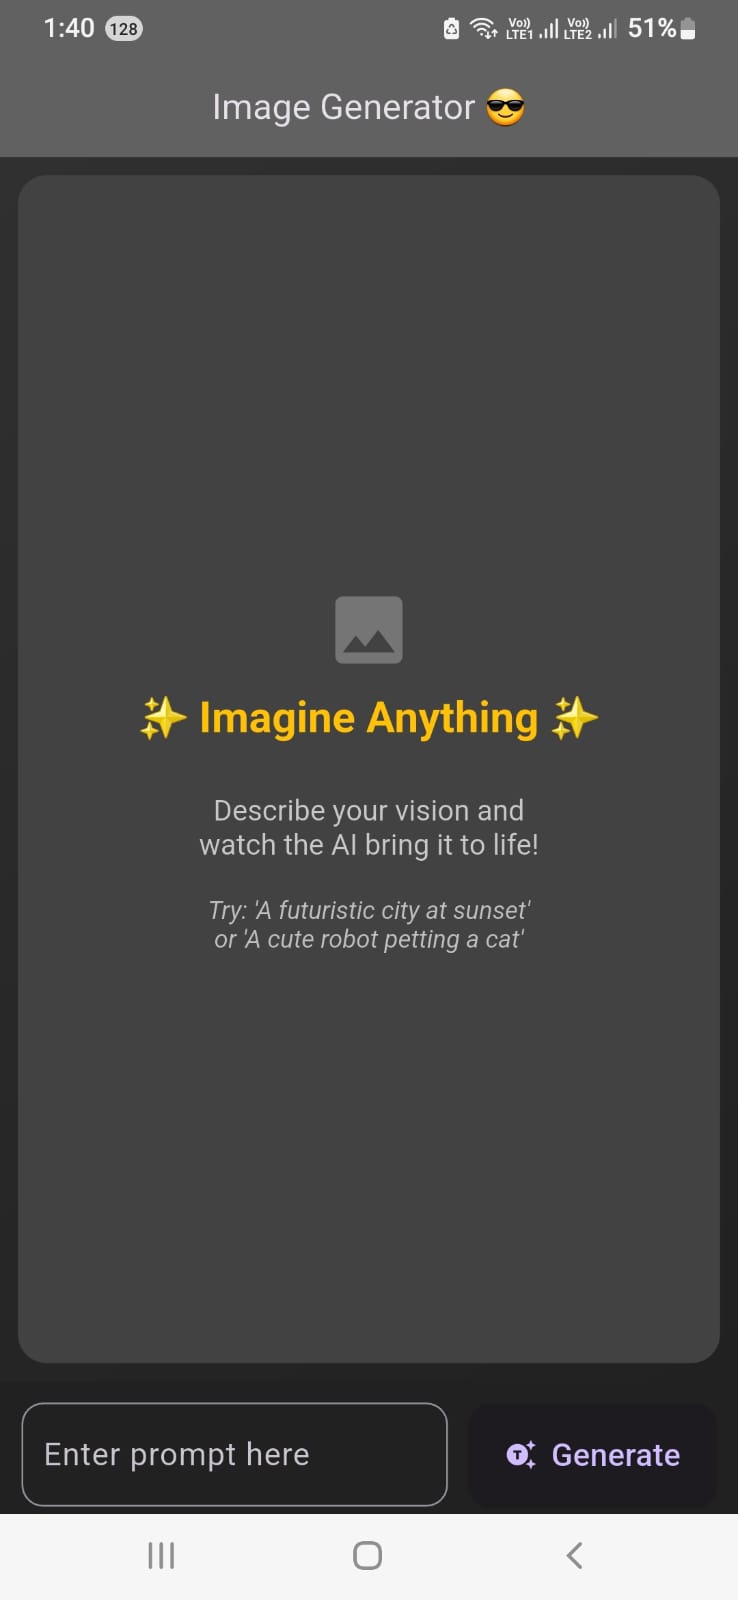 1:40 128 Vo) LTE1 Vo) LTE2 51%
Image Generator 😎
✨ Imagine Anything ✨
Describe your vision and
watch the AI bring it to life!
Try: 'A futuristic city at sunset'
or 'A cute robot petting a cat'
Enter prompt here
T Generate